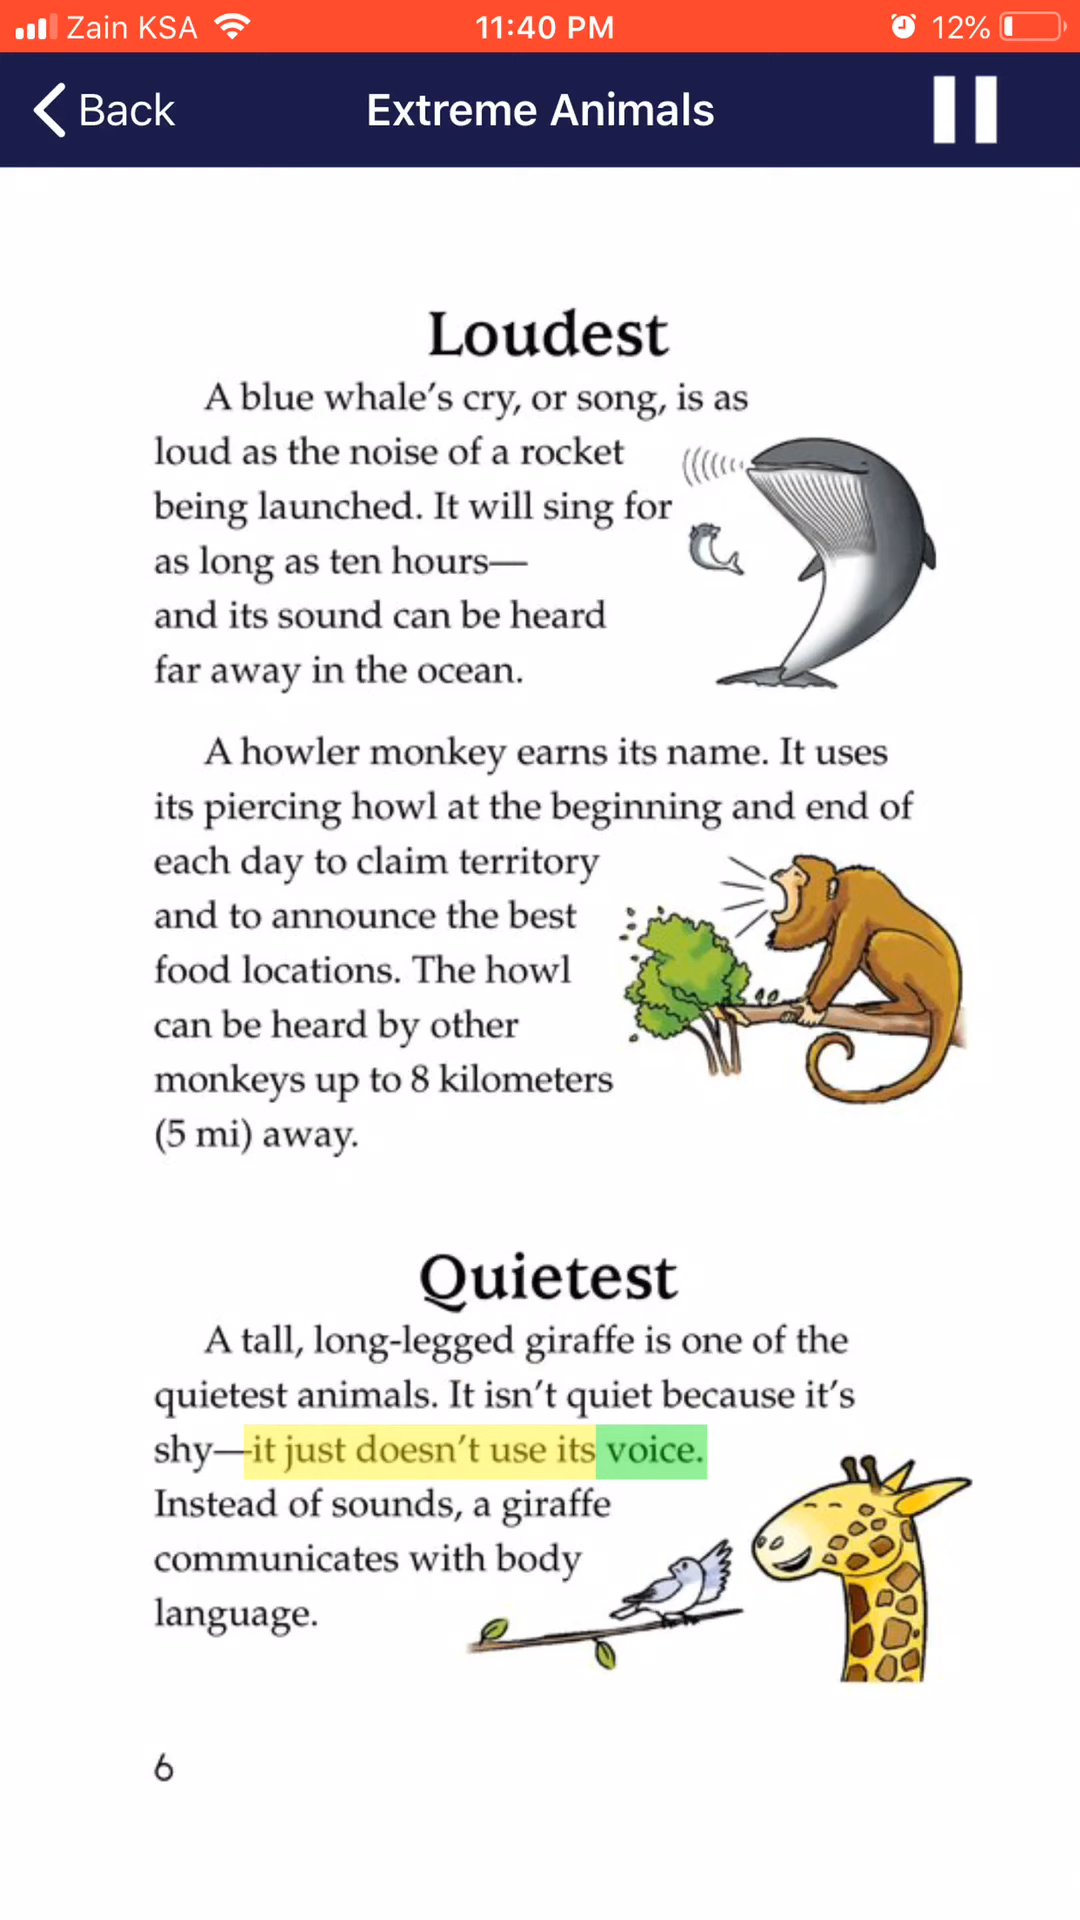 Zain KSA 11:40 PM 12%
Back Extreme Animals
Loudest
A blue whale's cry, or song, is as
loud as the noise of a rocket
being launched. It will sing for
as long as ten hours—
and its sound can be heard
far away in the ocean.
A howler monkey earns its name. It uses
its piercing howl at the beginning and end of
each day to claim territory
and to announce the best
food locations. The howl
can be heard by other
monkeys up to 8 kilometers
(5 mi) away.
Quietest
A tall, long-legged giraffe is one of the
quietest animals. It isn't quiet because it's
shy—it just doesn't use its voice.
Instead of sounds, a giraffe
communicates with body
language.
6